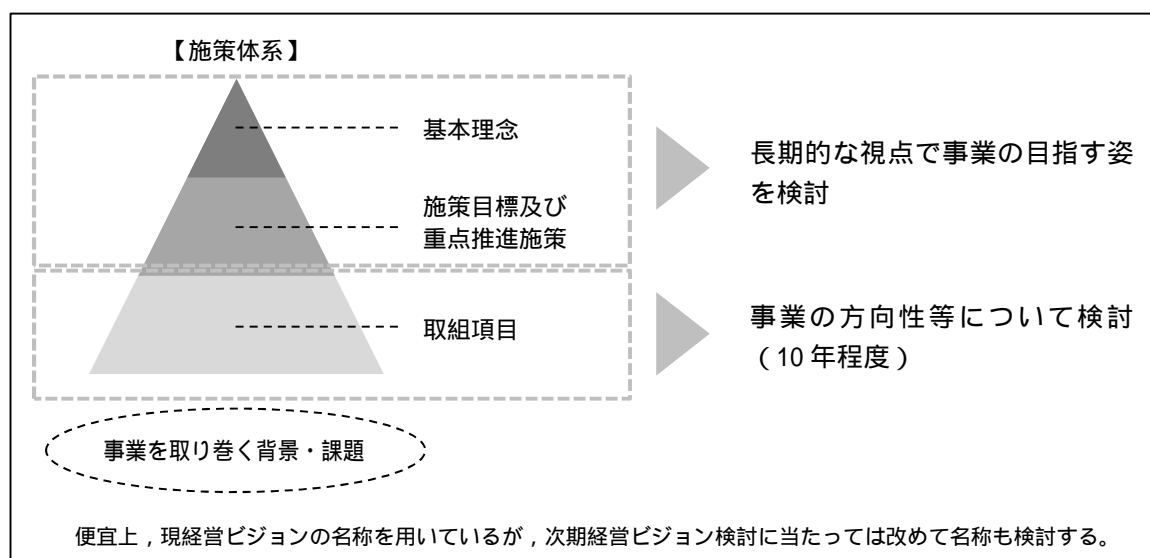 【施策体系】
基本理念
長期的な視点で事業の目指す姿
を検討
施策目標及び
重点推進施策
取組項目
事業の方向性等について検討
（10年程度）
事業を取り巻く背景・課題
便宜上，現経営ビジョンの名称を用いているが，次期経営ビジョン検討に当たっては改めて名称も検討する。